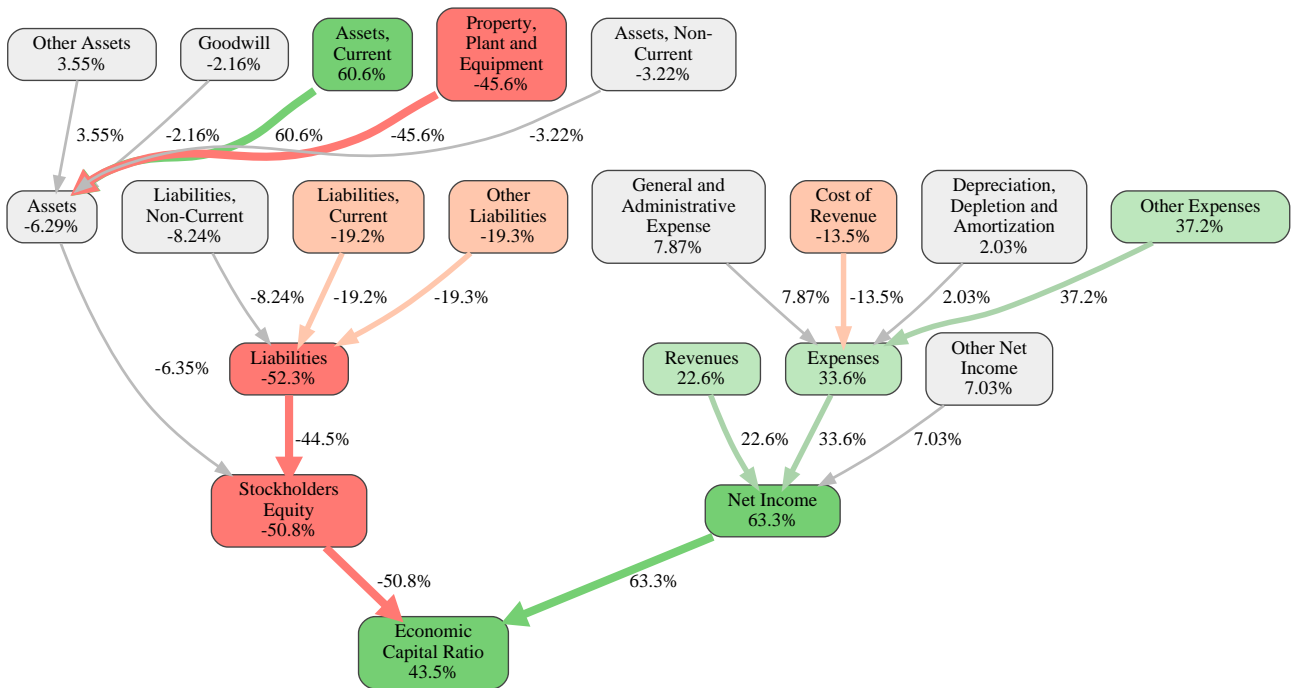 Other Assets
3.55%
Goodwill
-2.16%
Assets,
Current
60.6%
Property,
Plant and
Equipment
-45.6%
Assets, Non-
Current
-3.22%
3.55%
-2.16%
60.6%
-45.6%
-3.22%
Assets
-6.29%
Liabilities,
Non-Current
-8.24%
Liabilities,
Current
-19.2%
Other
Liabilities
-19.3%
General and
Administrative
Expense
7.87%
Cost of
Revenue
-13.5%
Depreciation,
Depletion and
Amortization
2.03%
Other Expenses
37.2%
-8.24%
-19.2%
-19.3%
7.87%
-13.5%
2.03%
37.2%
-6.35%
Liabilities
-52.3%
Revenues
22.6%
Expenses
33.6%
Other Net
Income
7.03%
-44.5%
22.6%
33.6%
7.03%
Stockholders
Equity
-50.8%
Net Income
63.3%
-50.8%
63.3%
Economic
Capital Ratio
43.5%